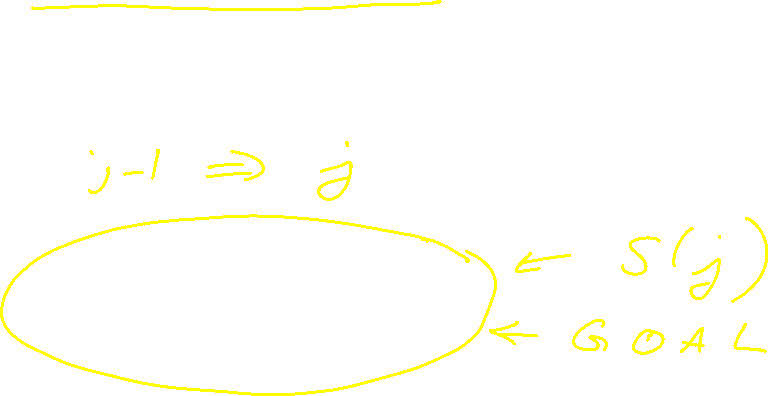 j-1 ⇒ j
← S(j)
← GOAL